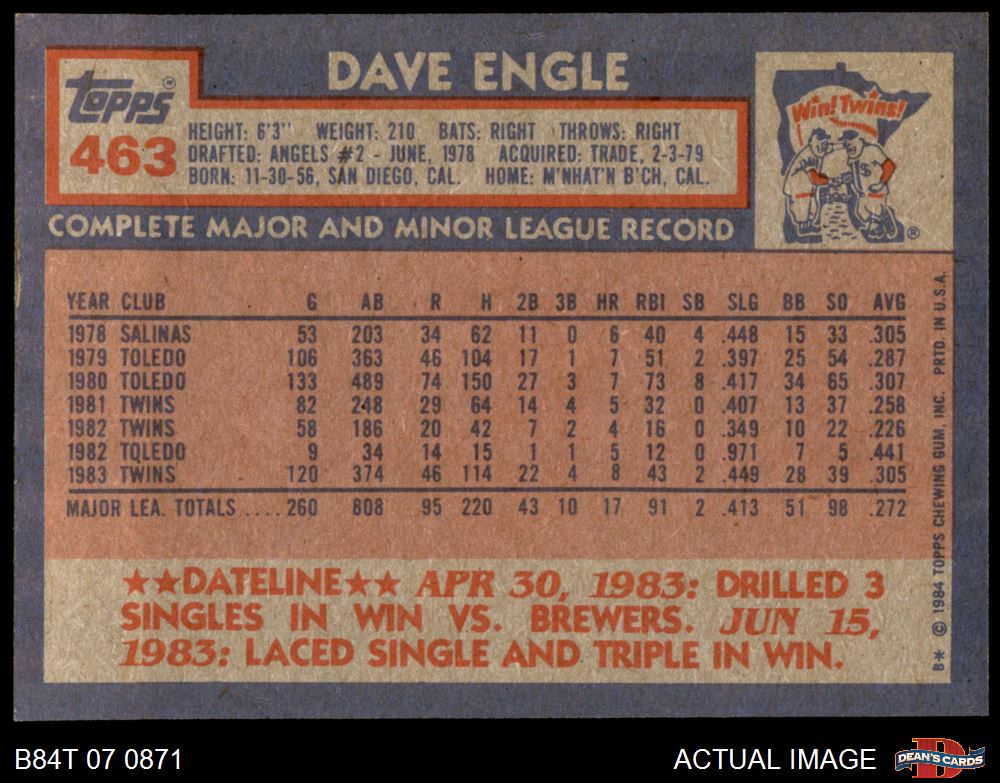 DAVE ENGLE
Topps®
463
HEIGHT: 6'3" WEIGHT: 210 BATS: RIGHT THROWS: RIGHT
DRAFTED: ANGELS #2 - JUNE, 1978 ACQUIRED: TRADE, 2-3-79
BORN: 11-30-56, SAN DIEGO, CAL. HOME: M'NHAT'N B'CH, CAL.
Win! Twins!
$
®
COMPLETE MAJOR AND MINOR LEAGUE RECORD
YEAR CLUB G AB R H 2B 3B HR RBI SB SLG BB SO AVG
1978 SALINAS 53 203 34 62 11 0 6 40 4 .448 15 33 .305
1979 TOLEDO 106 363 46 104 17 1 7 51 2 .397 25 54 .287
1980 TOLEDO 133 489 74 150 27 3 7 73 8 .417 34 65 .307
1981 TWINS 82 248 29 64 14 4 5 32 0 .407 13 37 .258
1982 TWINS 58 186 20 42 7 2 4 16 0 .349 10 22 .226
1982 TOLEDO 9 34 14 15 1 1 5 12 0 .971 7 5 .441
1983 TWINS 120 374 46 114 22 4 8 43 2 .449 28 39 .305
MAJOR LEA. TOTALS ....260 808 95 220 43 10 17 91 2 .413 51 98 .272
★★DATELINE★★ APR 30, 1983: DRILLED 3
SINGLES IN WIN VS. BREWERS. JUN 15,
1983: LACED SINGLE AND TRIPLE IN WIN.
B* © 1984 TOPPS CHEWING GUM, INC. PRTD. IN U.S.A.
B84T 07 0871
ACTUAL IMAGE
D
DEAN'S CARDS